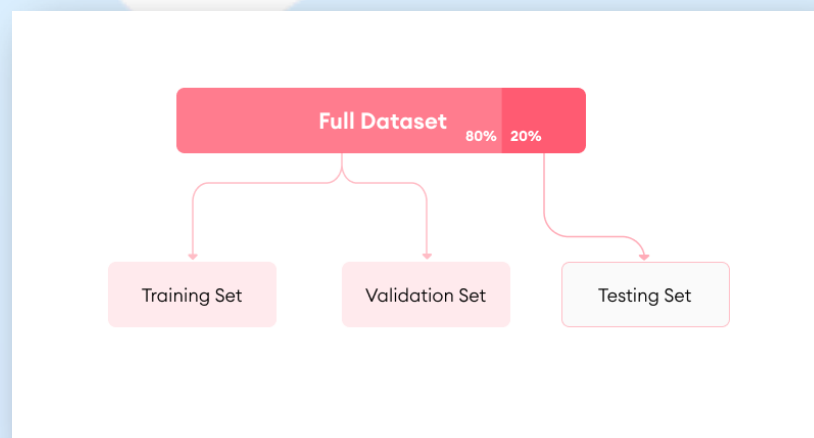 Full Dataset
80% 20%
Training Set
Validation Set
Testing Set